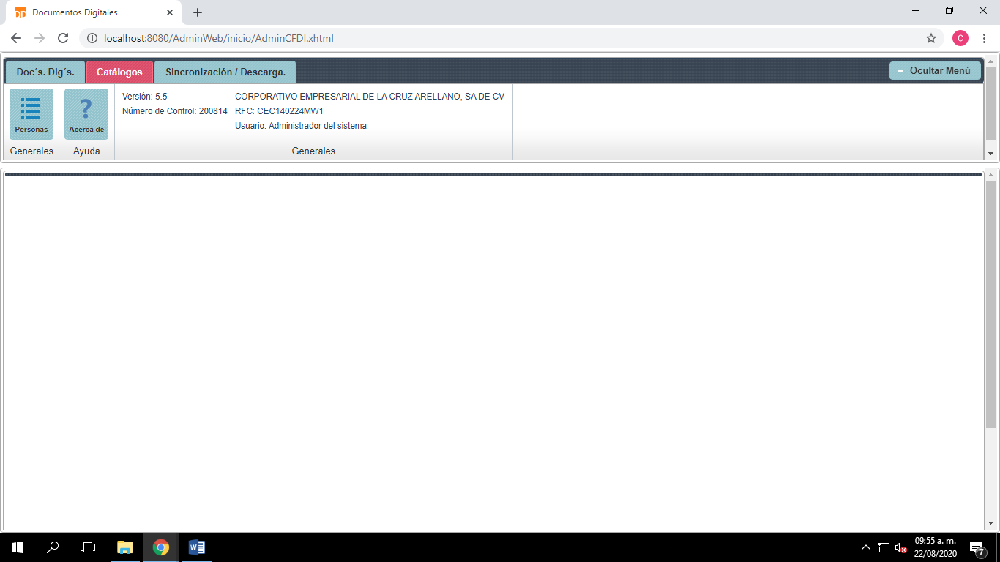 Documentos Digitales
localhost:8080/AdminWeb/inicio/AdminCFDI.xhtml
C
Doc´s. Dig´s. Catálogos Sincronización / Descarga. Ocultar Menú
Versión: 5.5 CORPORATIVO EMPRESARIAL DE LA CRUZ ARELLANO, SA DE CV
Número de Control: 200814 RFC: CEC140224MW1
Usuario: Administrador del sistema
Personas Acerca de
Generales Ayuda Generales
09:55 a. m.
22/08/2020
7